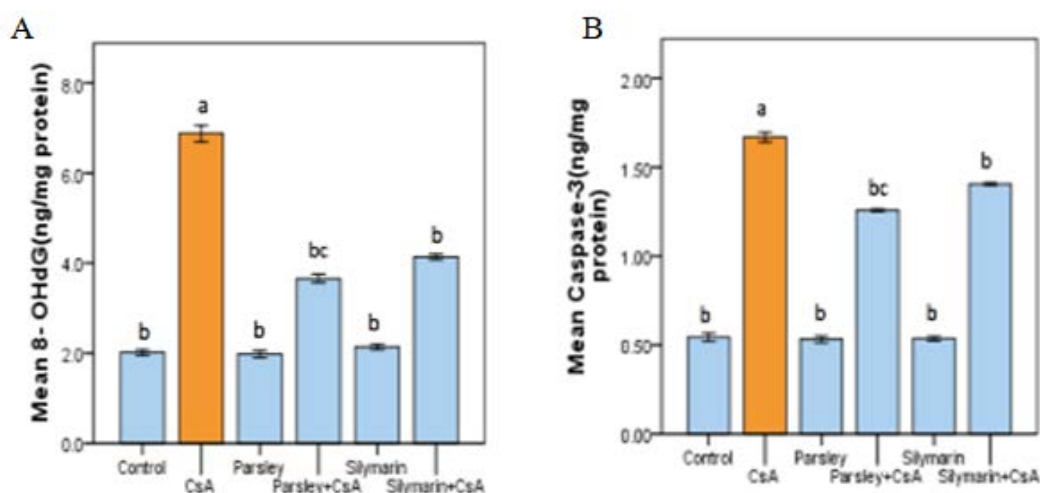 A
Mean 8- OHdG(ng/mg protein)
8.0
6.0
4.0
2.0
0.0
a
b
b
bc
b
b
Control
CsA
Parsley
Parsley+CsA
Silymarin
Silymarin+CsA
B
Mean Caspase-3(ng/mg
protein)
2.00
1.50
1.00
0.50
0.00
a
b
b
bc
b
b
Control
CsA
Parsley
Parsley+CsA
Silymarin
Silymarin+CsA